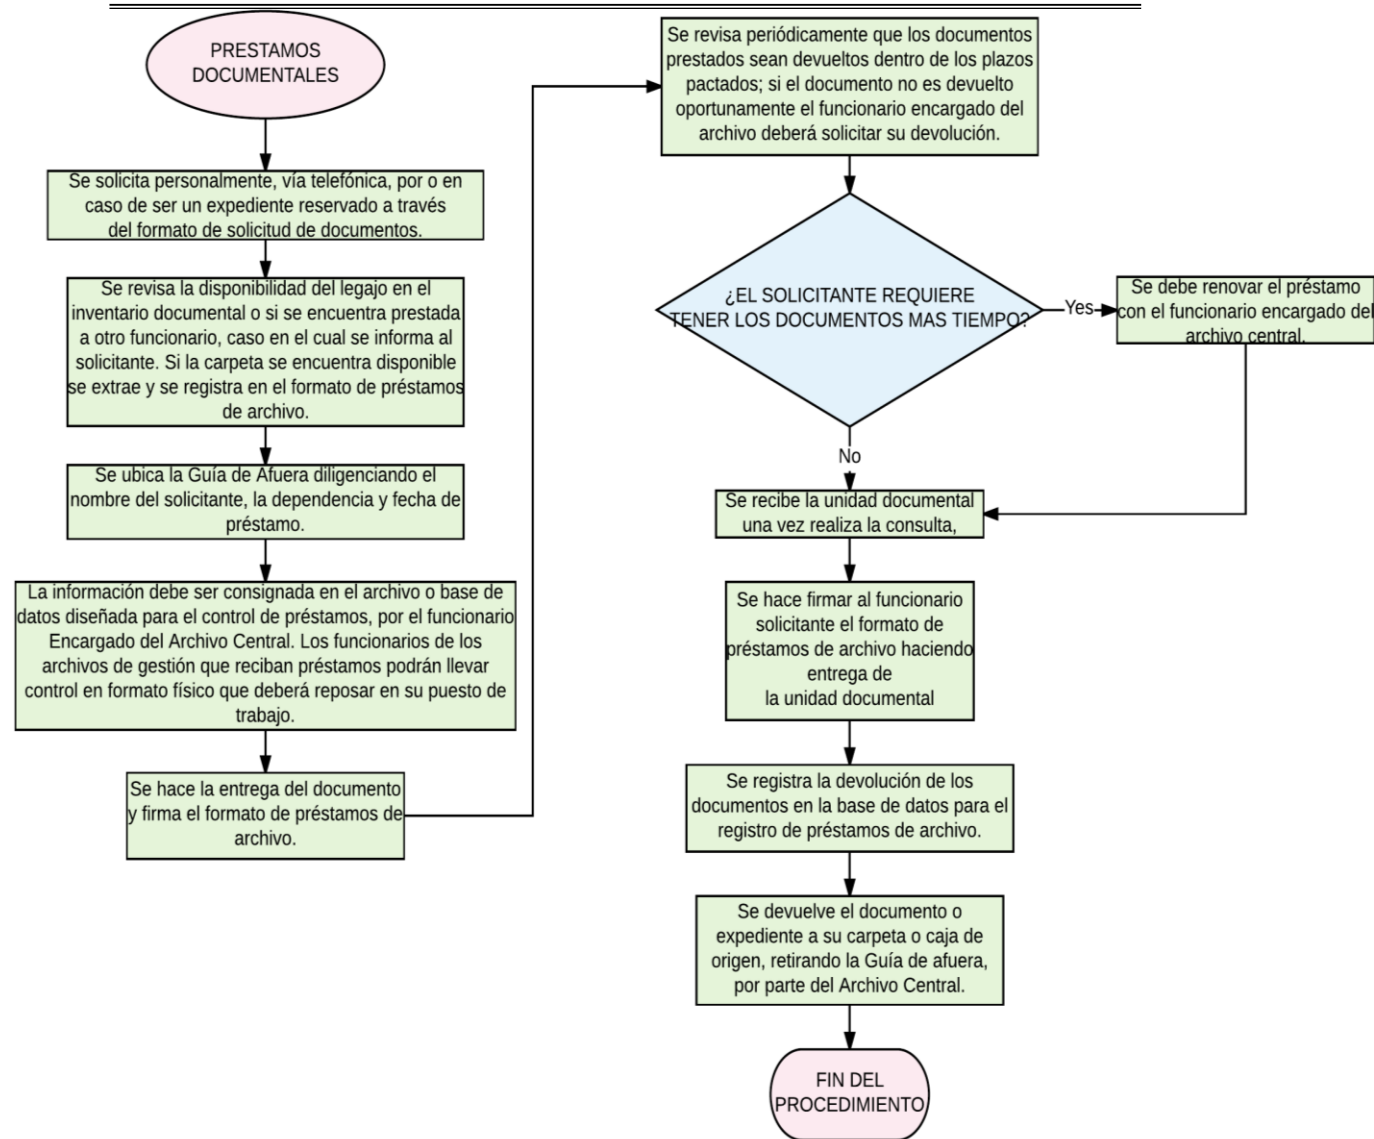 PRESTAMOS
DOCUMENTALES
Se solicita personalmente, vía telefónica, por o en
caso de ser un expediente reservado a través
del formato de solicitud de documentos.
Se revisa la disponibilidad del legajo en el
inventario documental o si se encuentra prestada
a otro funcionario, caso en el cual se informa al
solicitante. Si la carpeta se encuentra disponible
se extrae y se registra en el formato de préstamos
de archivo.
Se ubica la Guía de Afuera diligenciando el
nombre del solicitante, la dependencia y fecha de
préstamo.
La información debe ser consignada en el archivo o base de
datos diseñada para el control de préstamos, por el funcionario
Encargado del Archivo Central. Los funcionarios de los
archivos de gestión que reciban préstamos podrán llevar
control en formato físico que deberá reposar en su puesto de
trabajo.
Se hace la entrega del documento
y firma el formato de préstamos de
archivo.
Se revisa periódicamente que los documentos
prestados sean devueltos dentro de los plazos
pactados; si el documento no es devuelto
oportunamente el funcionario encargado del
archivo deberá solicitar su devolución.
¿EL SOLICITANTE REQUIERE
TENER LOS DOCUMENTOS MAS TIEMPO?
Yes
Se debe renovar el préstamo
con el funcionario encargado del
archivo central.
No
Se recibe la unidad documental
una vez realiza la consulta,
Se hace firmar al funcionario
solicitante el formato de
préstamos de archivo haciendo
entrega de
la unidad documental
Se registra la devolución de los
documentos en la base de datos para el
registro de préstamos de archivo.
Se devuelve el documento o
expediente a su carpeta o caja de
origen, retirando la Guía de afuera,
por parte del Archivo Central.
FIN DEL
PROCEDIMIENTO